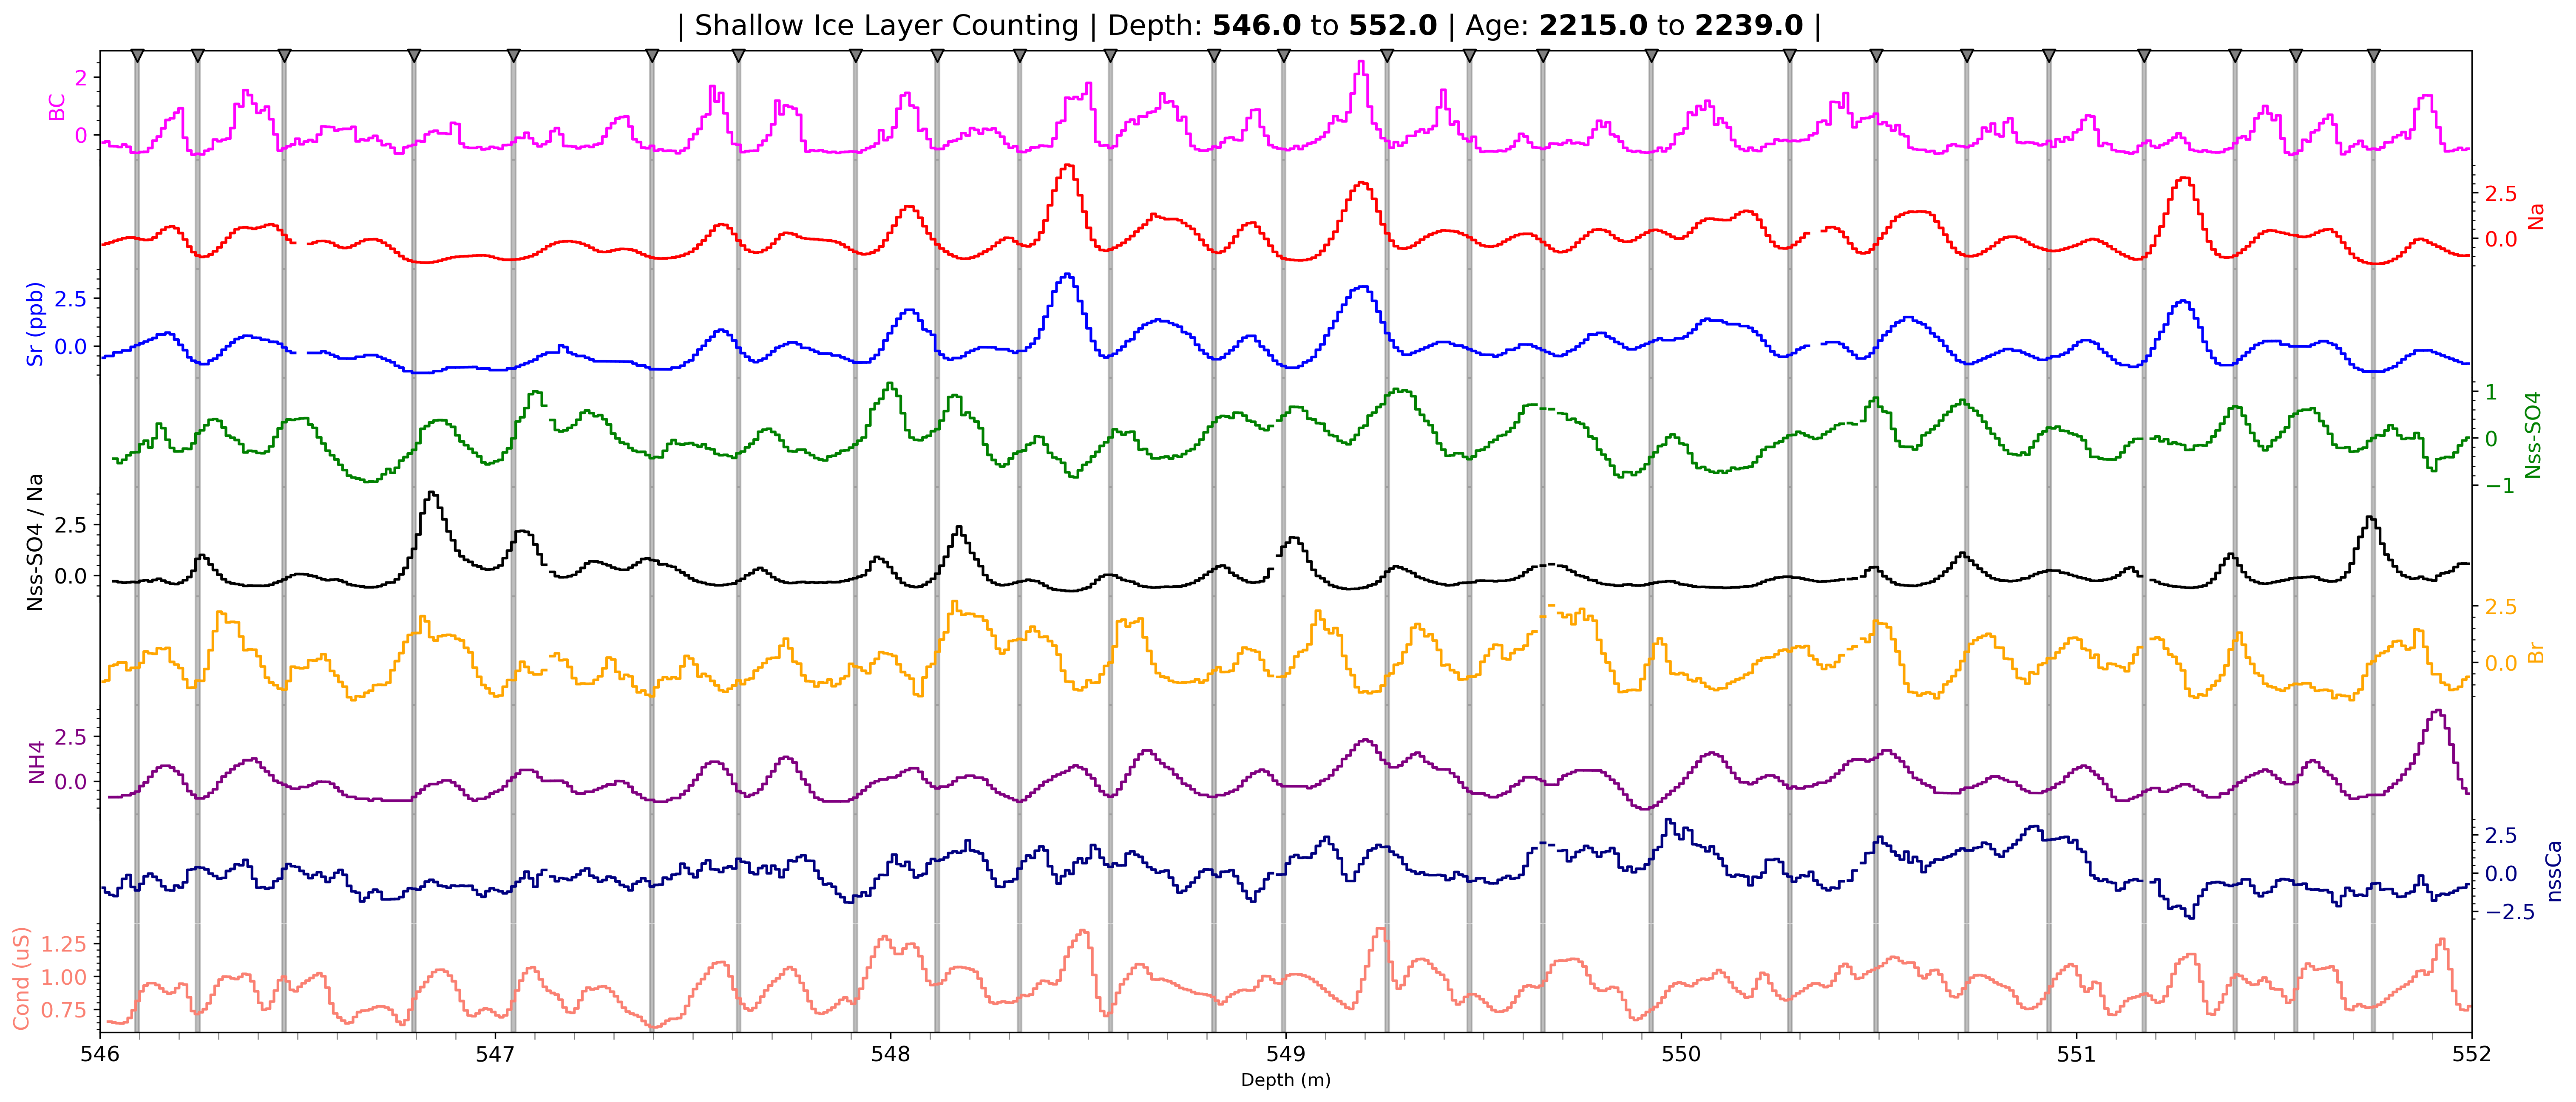 | Shallow Ice Layer Counting | Depth: 546.0 to 552.0 | Age: 2215.0 to 2239.0 |
BC
2
0
Na
2.5
0.0
Sr (ppb)
2.5
0.0
Nss-SO4
1
0
−1
Nss-SO4 / Na
2.5
0.0
Br
2.5
0.0
NH4
2.5
0.0
nssCa
2.5
0.0
−2.5
Cond (uS)
1.25
1.00
0.75
546 547 548 549 550 551 552
Depth (m)